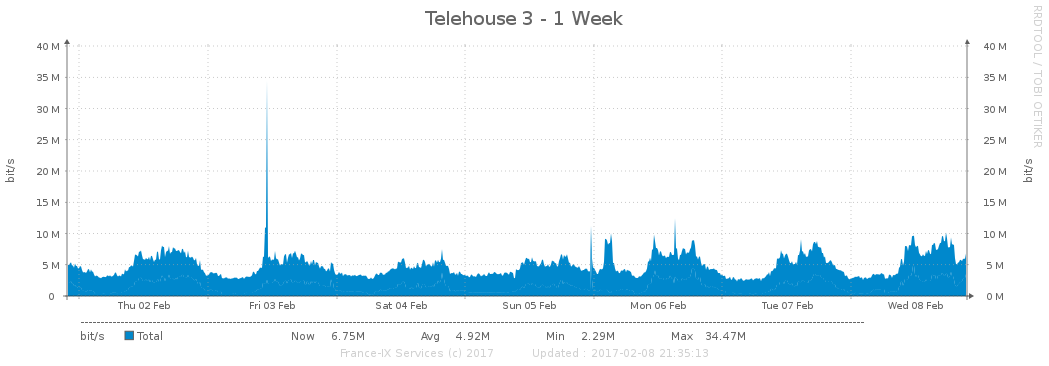 Telehouse 3 - 1 Week
RRDTOOL / TOBI OETIKER
40 M 40 M
35 M 35 M
30 M 30 M
25 M 25 M
20 M 20 M
15 M 15 M
10 M 10 M
5 M 5 M
0 0 M
bit/s bit/s
Thu 02 Feb Fri 03 Feb Sat 04 Feb Sun 05 Feb Mon 06 Feb Tue 07 Feb Wed 08 Feb
bit/s Total Now 6.75M Avg 4.92M Min 2.29M Max 34.47M
France-IX Services (c) 2017 Updated : 2017-02-08 21:35:13